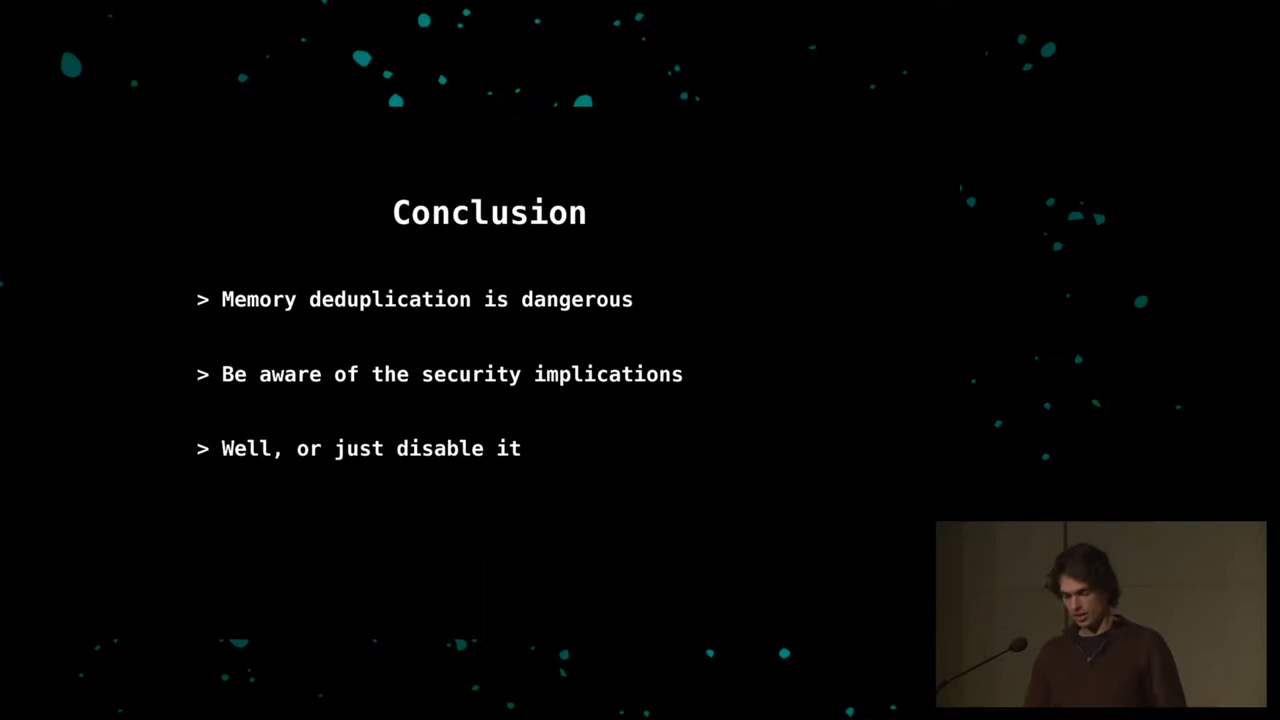 Conclusion
> Memory deduplication is dangerous
> Be aware of the security implications
> Well, or just disable it